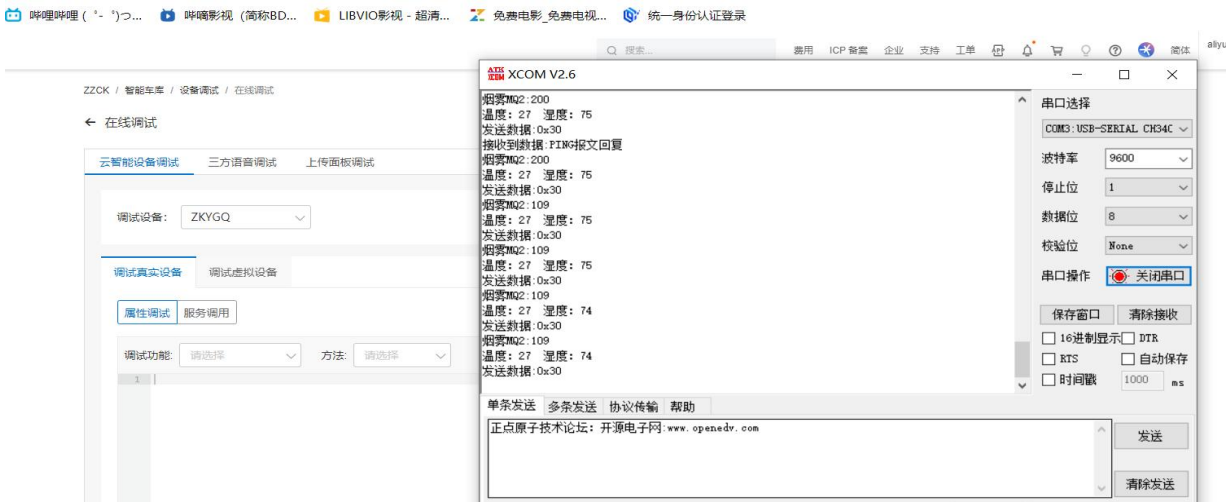 哔哩哔哩 ( ゜- ゜)つ... 哔嘀影视 (简称BD... LIBVIO影视 - 超清... 免费电影_免费电视... 统一身份认证登录
搜索... 费用 ICP 备案 企业 支持 工单 简体 aliyu
ZZCK / 智能车库 / 设备调试 / 在线调试
← 在线调试
云智能设备调试 三方语音调试 上传面板调试
调试设备: ZKYGQ
调试真实设备 调试虚拟设备
属性调试 服务调用
调试功能: 请选择 方法: 请选择
1
ATK XCOM XCOM V2.6
烟雾MQ2:200
温度: 27 湿度: 75
发送数据:0x30
接收到数据:PING报文回复
烟雾MQ2:200
温度: 27 湿度: 75
发送数据:0x30
烟雾MQ2:109
温度: 27 湿度: 75
发送数据:0x30
烟雾MQ2:109
温度: 27 湿度: 75
发送数据:0x30
烟雾MQ2:109
温度: 27 湿度: 74
发送数据:0x30
烟雾MQ2:109
温度: 27 湿度: 74
发送数据:0x30
串口选择
COM3:USB-SERIAL CH34C
波特率 9600
停止位 1
数据位 8
校验位 None
串口操作 关闭串口
保存窗口 清除接收
16进制显示 DTR
RTS 自动保存
时间戳 1000 ms
单条发送 多条发送 协议传输 帮助
正点原子技术论坛: 开源电子网:www.openedv.com
发送
清除发送